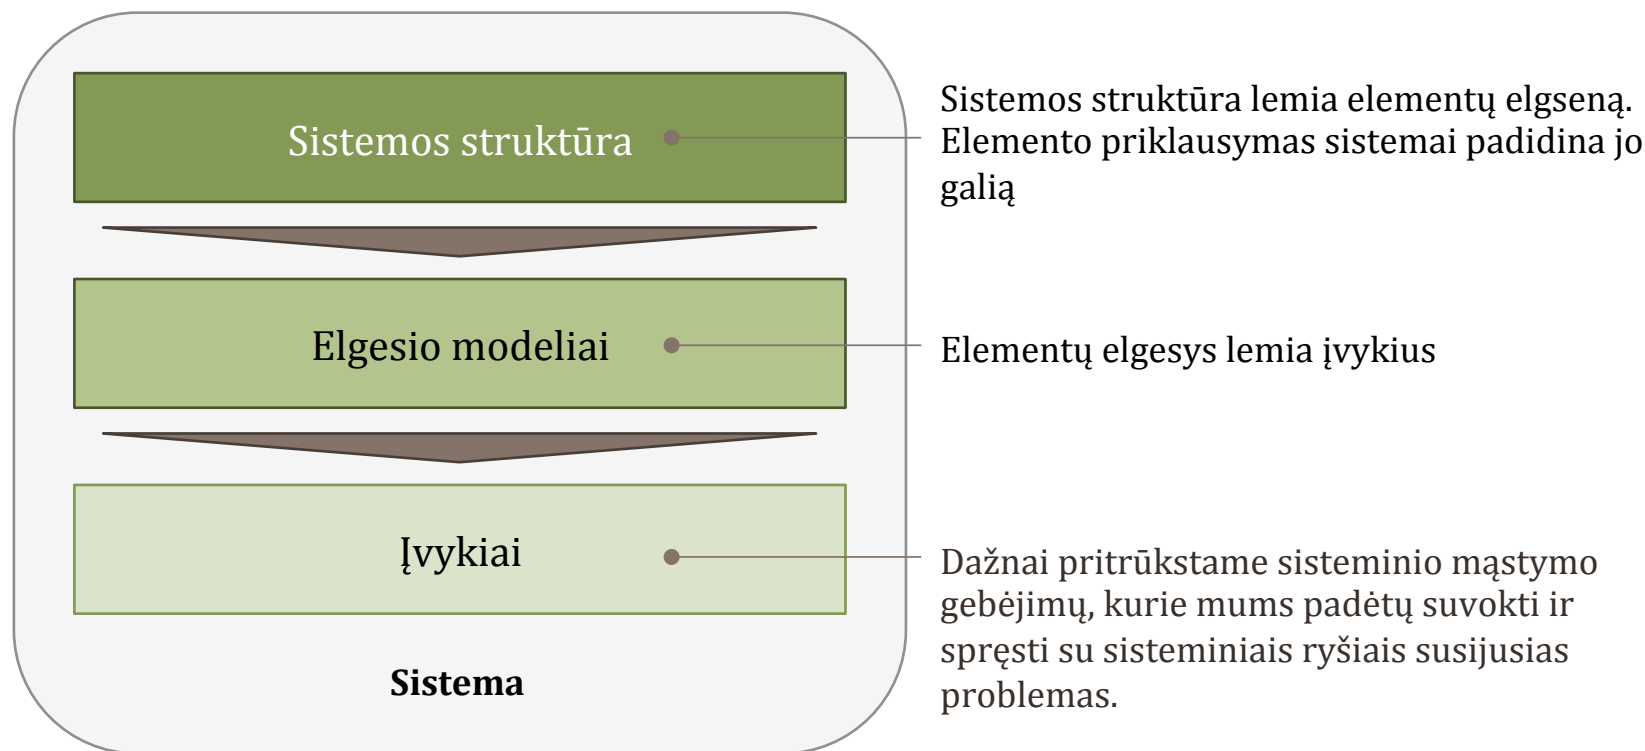 Sistemos struktūra
Sistemos struktūra lemia elementų elgseną.
Elemento priklausymas sistemai padidina jo
galią
Elgesio modeliai
Elementų elgesys lemia įvykius
Įvykiai
Dažnai pritrūkstame sisteminio mąstymo
gebėjimų, kurie mums padėtų suvokti ir
spręsti su sisteminiais ryšiais susijusias
problemas.
Sistema